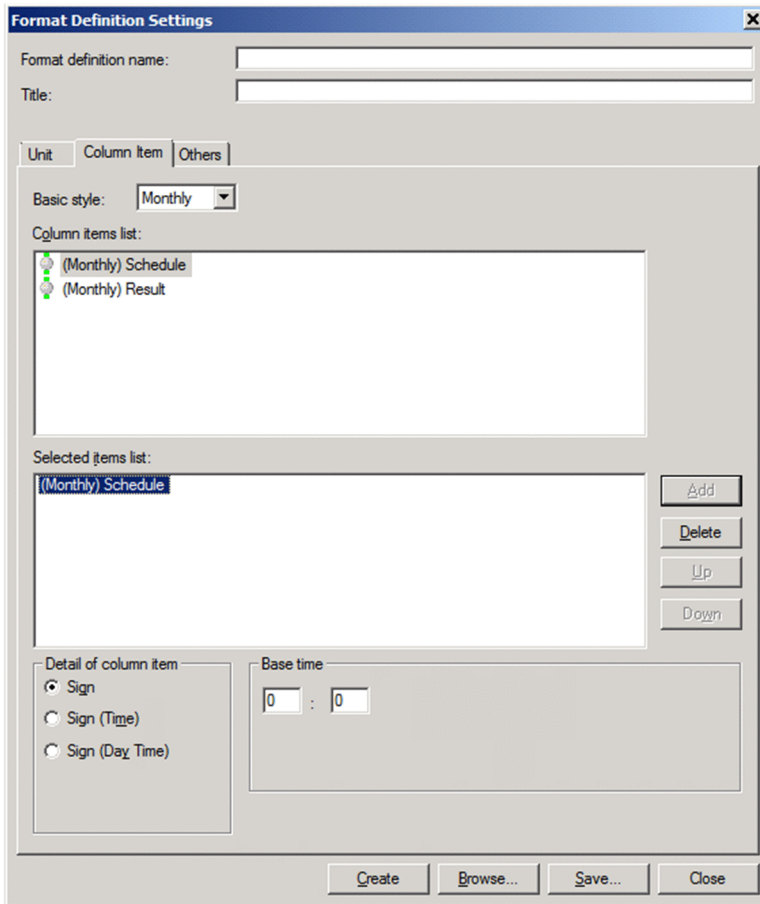 Format Definition Settings
Format definition name:
Title:
Unit Column Item Others
Basic style: Monthly
Column items list:
(Monthly) Schedule
(Monthly) Result
Selected items list:
(Monthly) Schedule
Add
Delete
Up
Down
Detail of column item
Sign
Sign (Time)
Sign (Day Time)
Base time
0 : 0
Create Browse... Save... Close